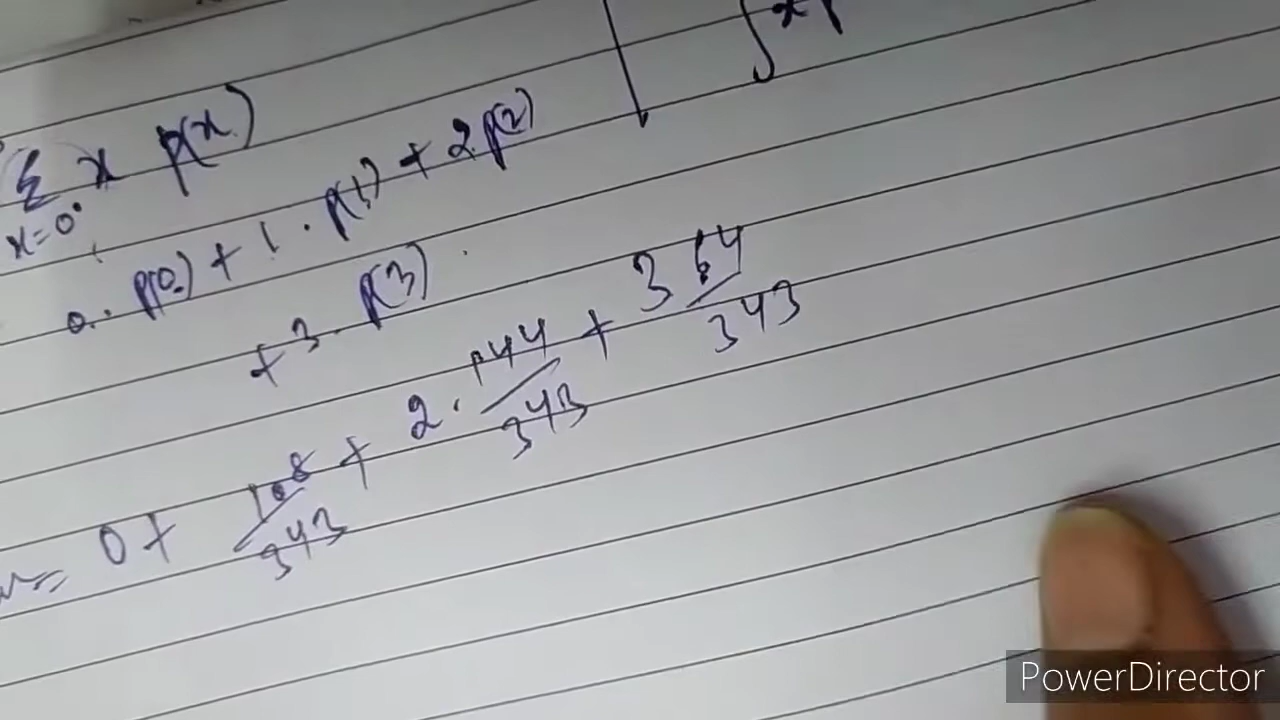 ∫ x p
Σ x p(x)
x=0
0 . p(0) + 1 . p(1) + 2 p(2)
+ 3 . p(3)
= 0 + 108/343 + 2 . 144/343 + 3 64/343
PowerDirector